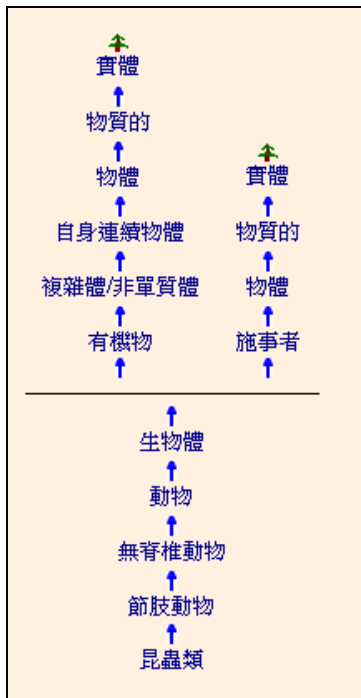 實體
物質的
物體
自身連續物體
複雜體/非單質體
有機物
實體
物質的
物體
施事者
生物體
動物
無脊椎動物
節肢動物
昆蟲類